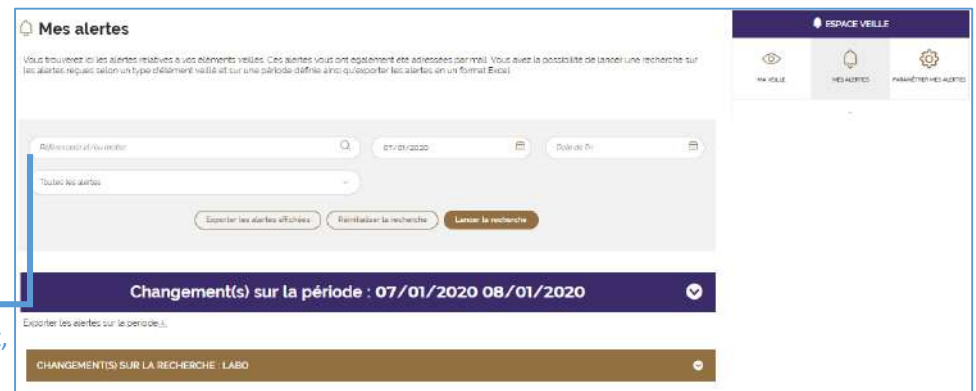 Mes alertes
Vous trouverez ici les alertes relatives à vos éléments veillés. Ces alertes vous ont également été adressées par mail. Vous avez la possibilité de lancer une recherche sur
les alertes reçues selon un type d'élément veillé et sur une période définie ainsi qu'exporter les alertes en un format Excel
ESPACE VEILLE
MA VEILLE
MES ALERTES
PARAMÉTRER MES ALERTES
Référence et/ou
07/01/2020
Date de fin
Toutes les alertes
Exporter les alertes affichées
Réinitialiser la recherche
Lancer la recherche
Changement(s) sur la période : 07/01/2020 08/01/2020
Exporter les alertes sur la période
CHANGEMENT(S) SUR LA RECHERCHE : LABO